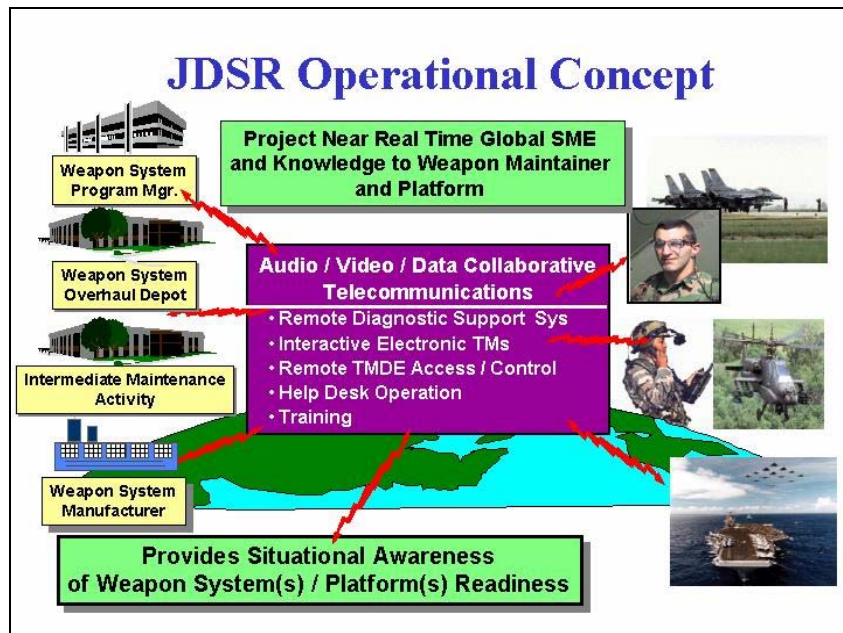 JDSR Operational Concept
Project Near Real Time Global SME
and Knowledge to Weapon Maintainer
and Platform
Weapon System
Program Mgr.
Weapon System
Overhaul Depot
Intermediate Maintenance
Activity
Weapon System
Manufacturer
Audio / Video / Data Collaborative
Telecommunications
• Remote Diagnostic Support Sys
• Interactive Electronic TMs
• Remote TMDE Access / Control
• Help Desk Operation
• Training
Provides Situational Awareness
of Weapon System(s) / Platform(s) Readiness